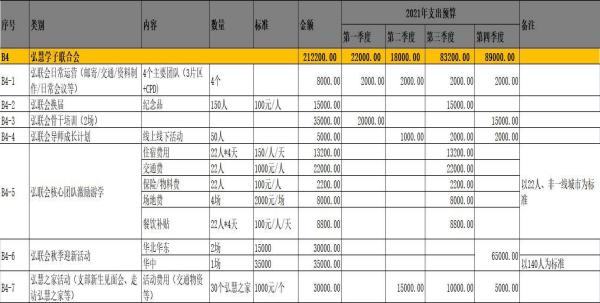 序号 类别 内容 数量 标准 金额 2021年支出预算 备注
第一季度 第二季度 第三季度 第四季度
B4 弘慧学子联合会 212200.00 22000.00 18000.00 83200.00 89000.00
B4-1 弘联会日常运营（邮寄/交通/资料制作/日常会议等） 4个主要团队（3片区+CPD） 4个 8000.00 2000.00 2000.00 2000.00 2000.00
B4-2 弘联会换届 纪念品 150人 100元/人 15000.00 15000.00
B4-3 弘联会骨干培训（2场） 35000.00 20000.00 15000.00
B4-4 弘联会导师成长计划 线上线下活动 50人 5000.00 1000.00 2000.00 2000.00
B4-5 弘联会核心团队激励游学 住宿费用 22人*4天 150/人/天 13200.00 13200.00 以22人、非一线城市为标准
交通费 22人 1000元/人 22000.00 22000.00
保险/物料费 22人 100元/人 2200.00 2200.00
场地费 4场 2000元/场 8000.00 8000.00
餐饮补贴 22人*4天 100元/人/天 8800.00 8800.00
B4-6 弘联会秋季迎新活动 华北华东 2场 15000 30000.00 65000.00
华中 1场 35000 35000.00 以140人为标准
B4-7 弘慧之家活动（支部新生见面会、走访弘慧之家等） 活动费用（交通物资等） 30个弘慧之家 1000元/个 30000.00 15000.00 10000.00 5000.00